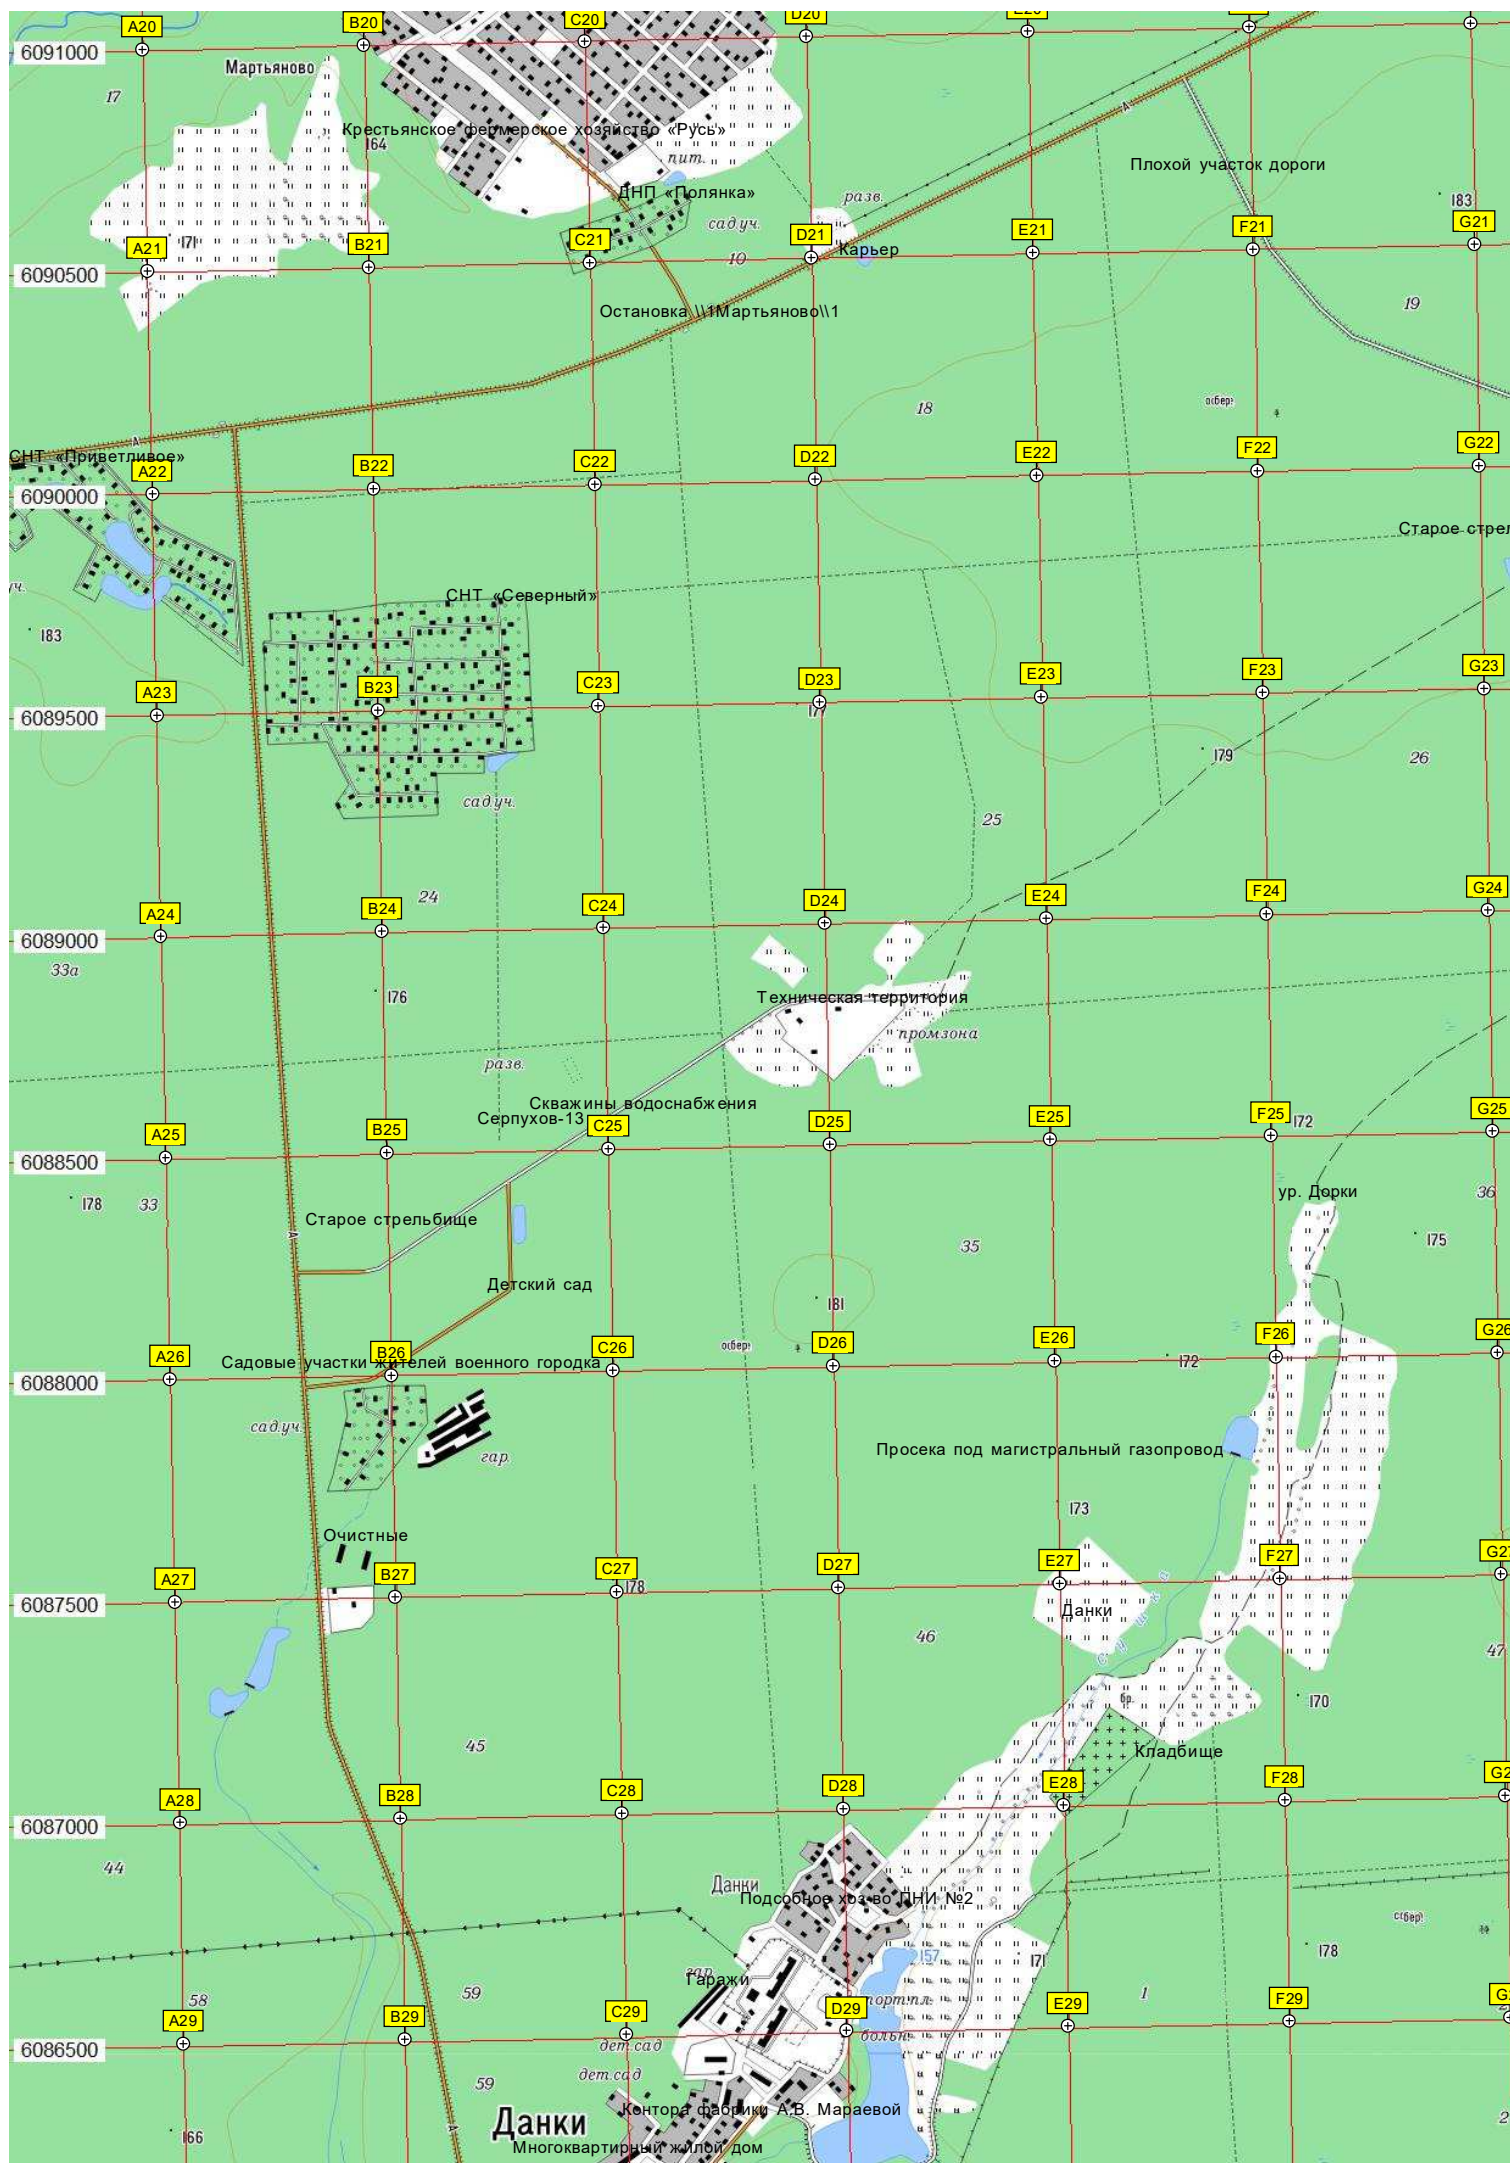 A20
B20
C20
D20
6091000
Мартьяново
17
Крестьянское фермерское хозяйство «Русь»
164
пит.
Плохой участок дороги
ДНП «Полянка»
разв.
183
сад.уч.
A21
171
B21
C21
D21
E21
F21
G21
10
Карьер
6090500
19
Остановка \\1Мартьяново\\1
А
18
СНТ «Приветливое»
A22
B22
C22
D22
E22
F22
G22
6090000
Старое стрел
уч.
СНТ «Северный»
183
A23
B23
C23
D23
E23
F23
G23
6089500
177
179
26
сад.уч.
25
24
A24
B24
C24
D24
E24
F24
G24
6089000
33а
176
Техническая территория
промзона
разв.
Скважины водоснабжения
Серпухов-13
A25
B25
C25
D25
E25
F25
G25
172
6088500
178
33
ур. Дорки
36
Старое стрельбище
А
35
175
Детский сад
181
A26
B26
C26
D26
E26
F26
G26
172
Садовые участки жителей военного городка
6088000
сад.уч.
гар.
Просека под магистральный газопровод
173
Очистные
A27
B27
C27
D27
E27
F27
G27
178
6087500
Данки
Сушка
46
47
бр.
170
45
Кладбище
A28
B28
C28
D28
E28
F28
6087000
44
Данки
Подсобное хоз-во ПНИ №2
157
171
178
гар.
Гаражи
58
59
1
A29
B29
C29
D29
E29
F29
6086500
больн.
дет.сад
дет.сад
59
Контора фабрики А.В. Мараевой
Данки
166
А
Многоквартирный жилой дом